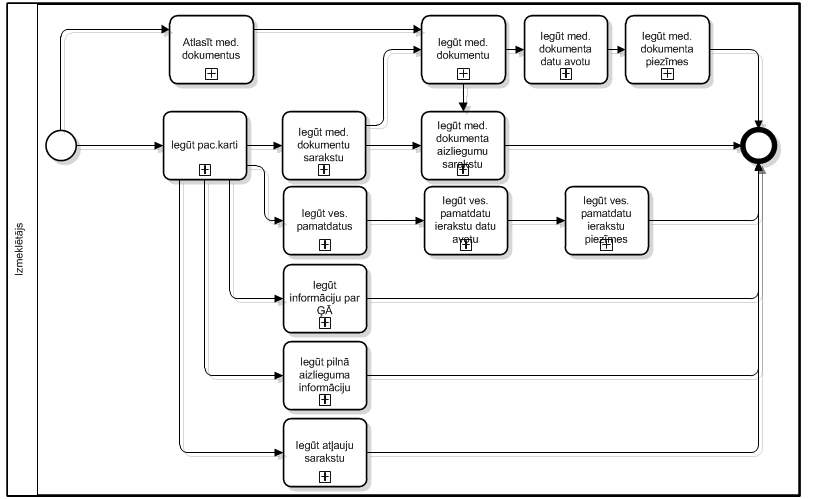 Izmeklētājs
Atlasīt med.
dokumentus
Iegūt med.
dokumentu
Iegūt med.
dokumenta
datu avotu
Iegūt med.
dokumenta
piezīmes
Iegūt pac.karti
Iegūt med.
dokumentu
sarakstu
Iegūt med.
dokumenta
aizliegumu
sarakstu
Iegūt ves.
pamatdatus
Iegūt ves.
pamatdatu
ierakstu datu
avotu
Iegūt ves.
pamatdatu
ierakstu
piezīmes
Iegūt
informāciju par
ĢĀ
Iegūt pilnā
aizlieguma
informāciju
Iegūt atļauju
sarakstu